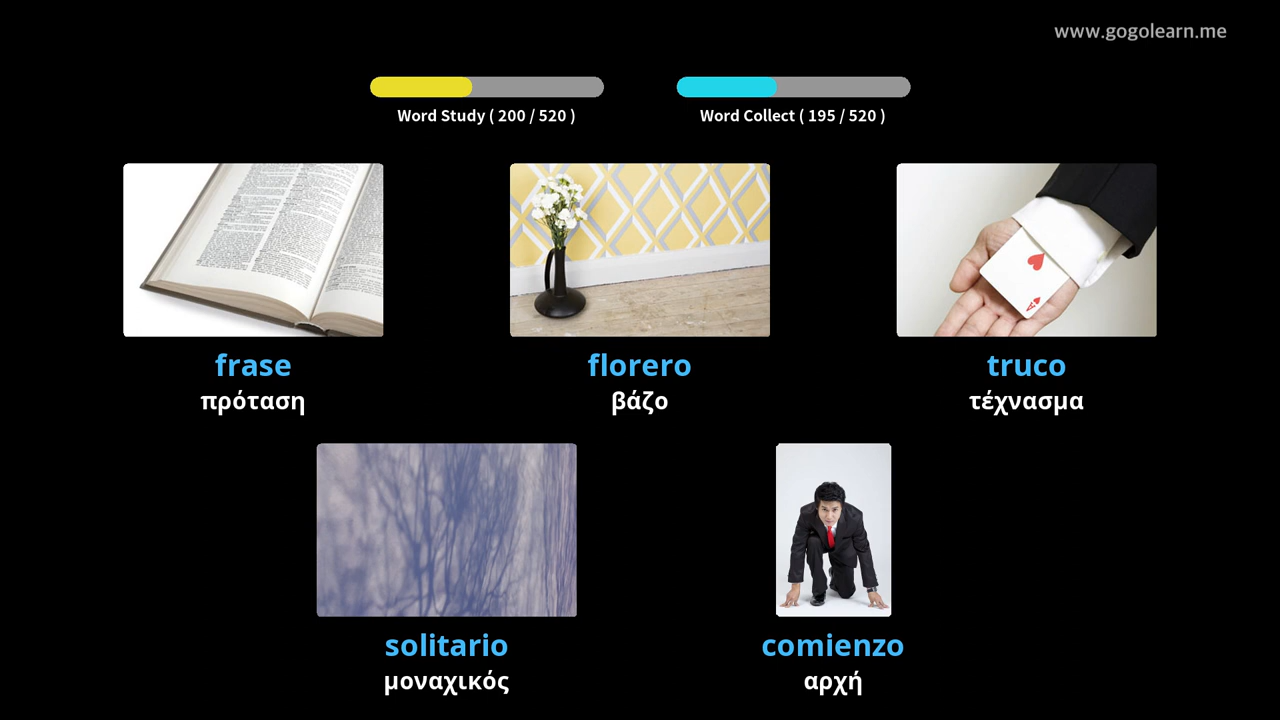 www.gogolearn.me
Word Study ( 200 / 520 )
Word Collect ( 195 / 520 )
frase
πρόταση
florero
βάζο
truco
τέχνασμα
solitario
μοναχικός
comienzo
αρχή